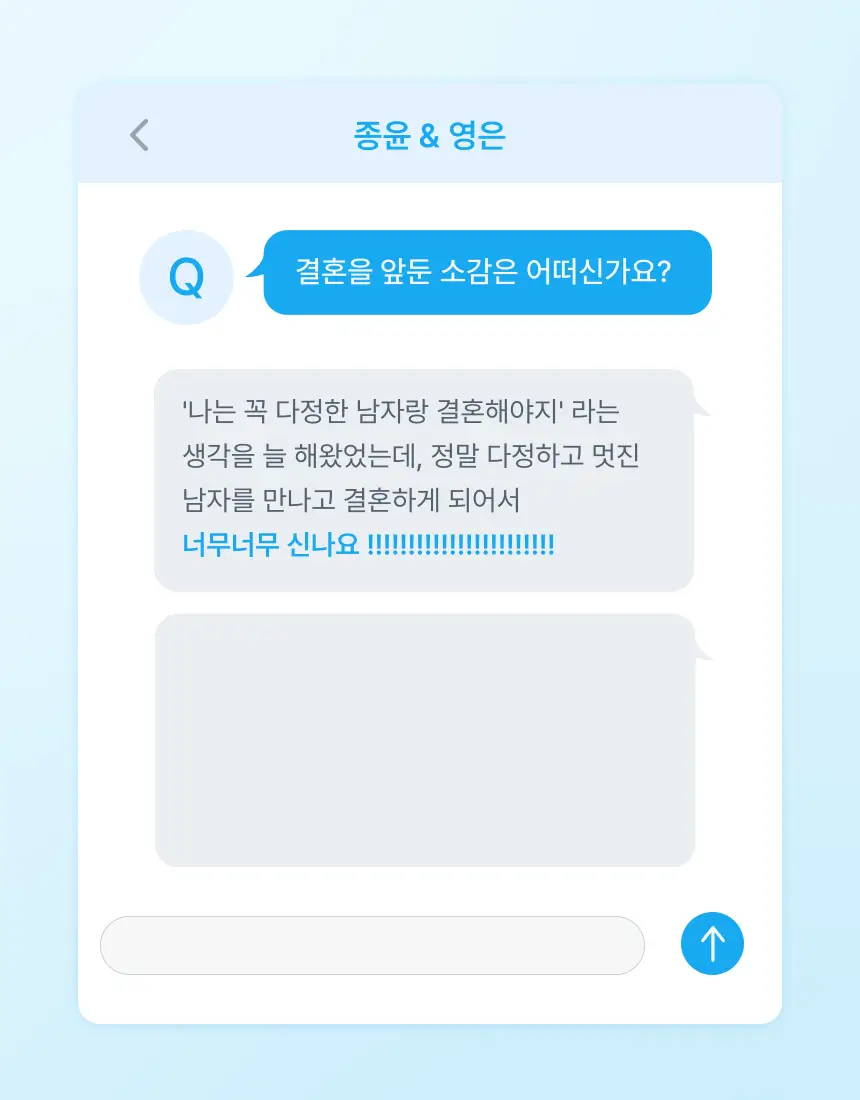 종윤 & 영은
Q
결혼을 앞둔 소감은 어떠신가요?
'나는 꼭 다정한 남자랑 결혼해야지' 라는
생각을 늘 해왔었는데, 정말 다정하고 멋진
남자를 만나고 결혼하게 되어서
너무너무 신나요 !!!!!!!!!!!!!!!!!!!!!!!